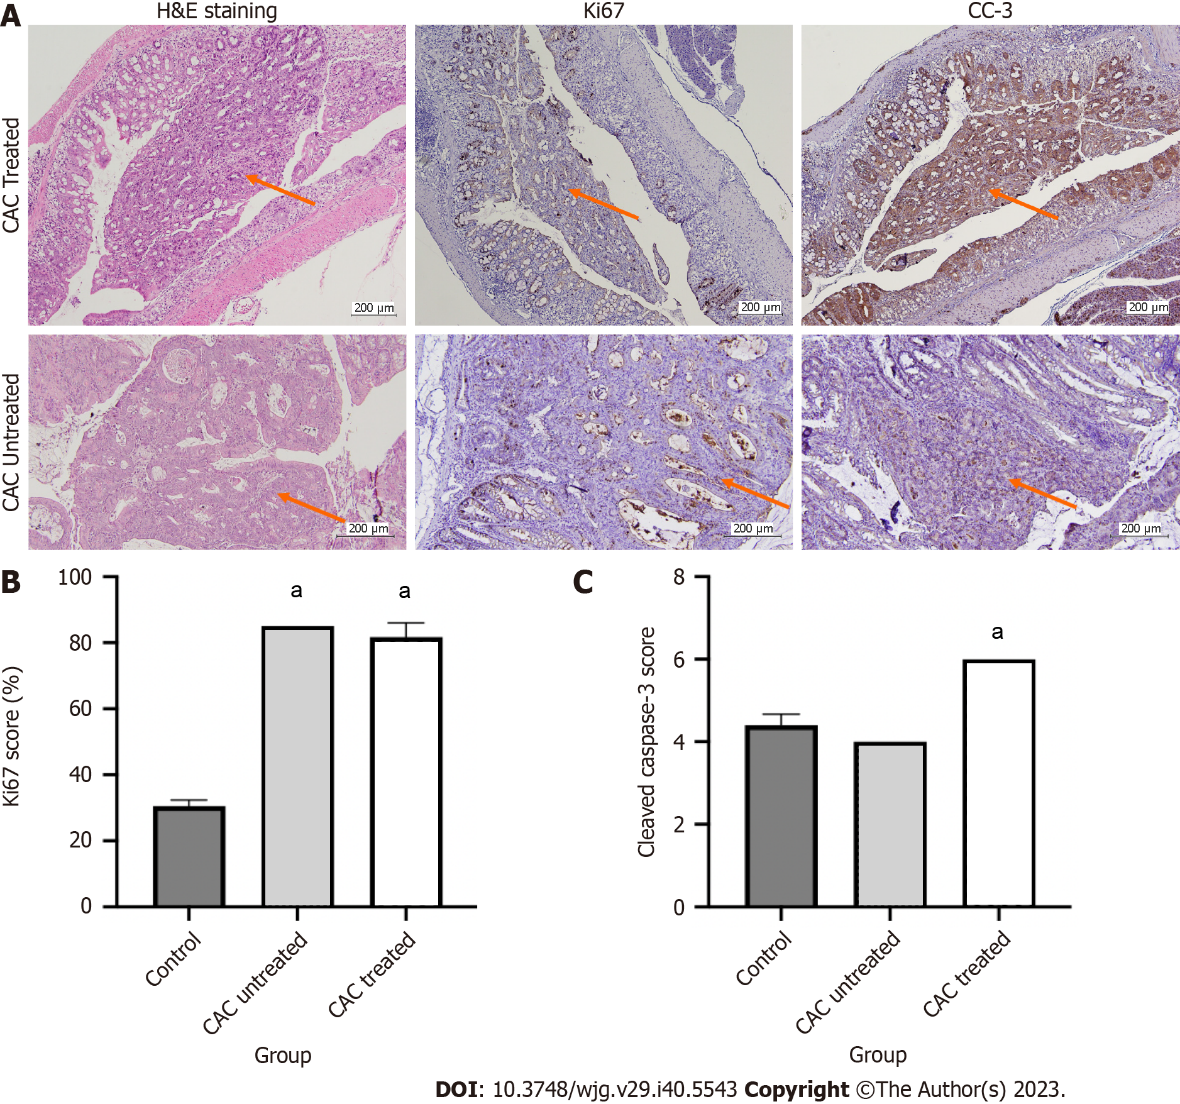 A
H&E staining
Ki67
CC-3
CAC Treated
200 µm
200 µm
200 µm
CAC Untreated
200 µm
200 µm
200 µm
B
Ki67 score (%)
100
80
60
40
20
0
a
a
Control
CAC untreated
CAC treated
Group
C
Cleaved caspase-3 score
8
6
4
2
0
a
Control
CAC untreated
CAC treated
Group
DOI: 10.3748/wjg.v29.i40.5543 Copyright ©The Author(s) 2023.